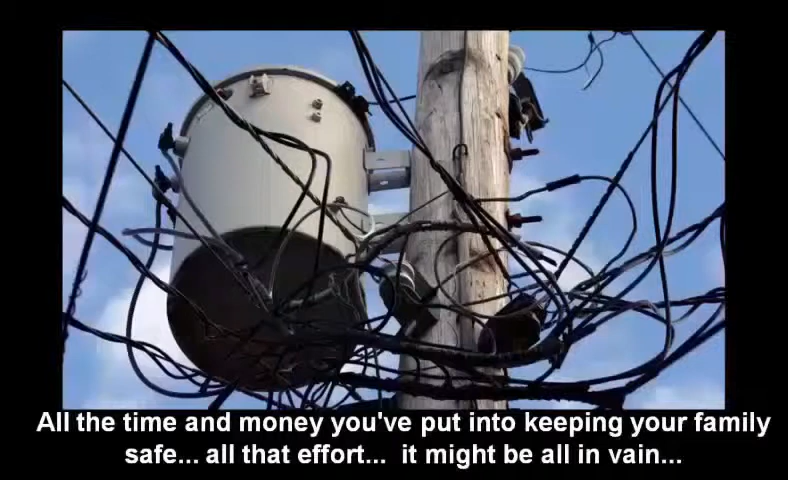 All the time and money you've put into keeping your family
safe... all that effort...  it might be all in vain...